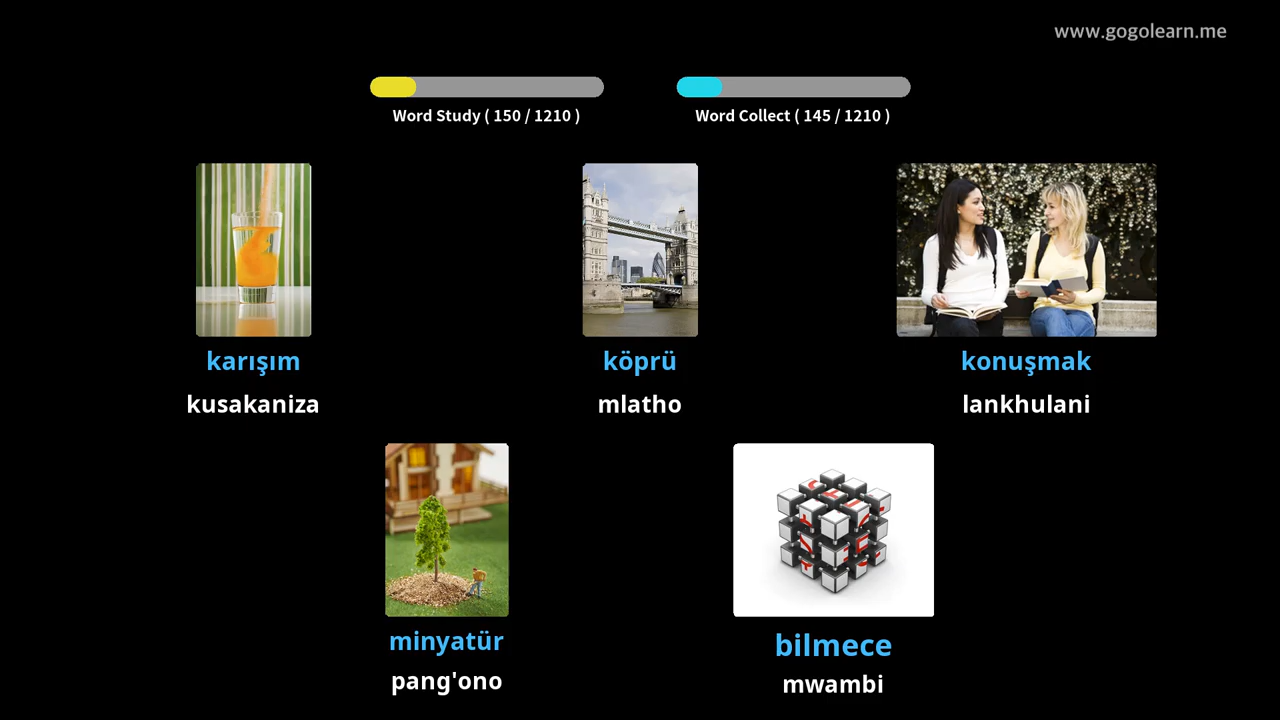 www.gogolearn.me
Word Study ( 150 / 1210 )
Word Collect ( 145 / 1210 )
karışım
kusakaniza
köprü
mlatho
konuşmak
lankhulani
minyatür
pang'ono
bilmece
mwambi